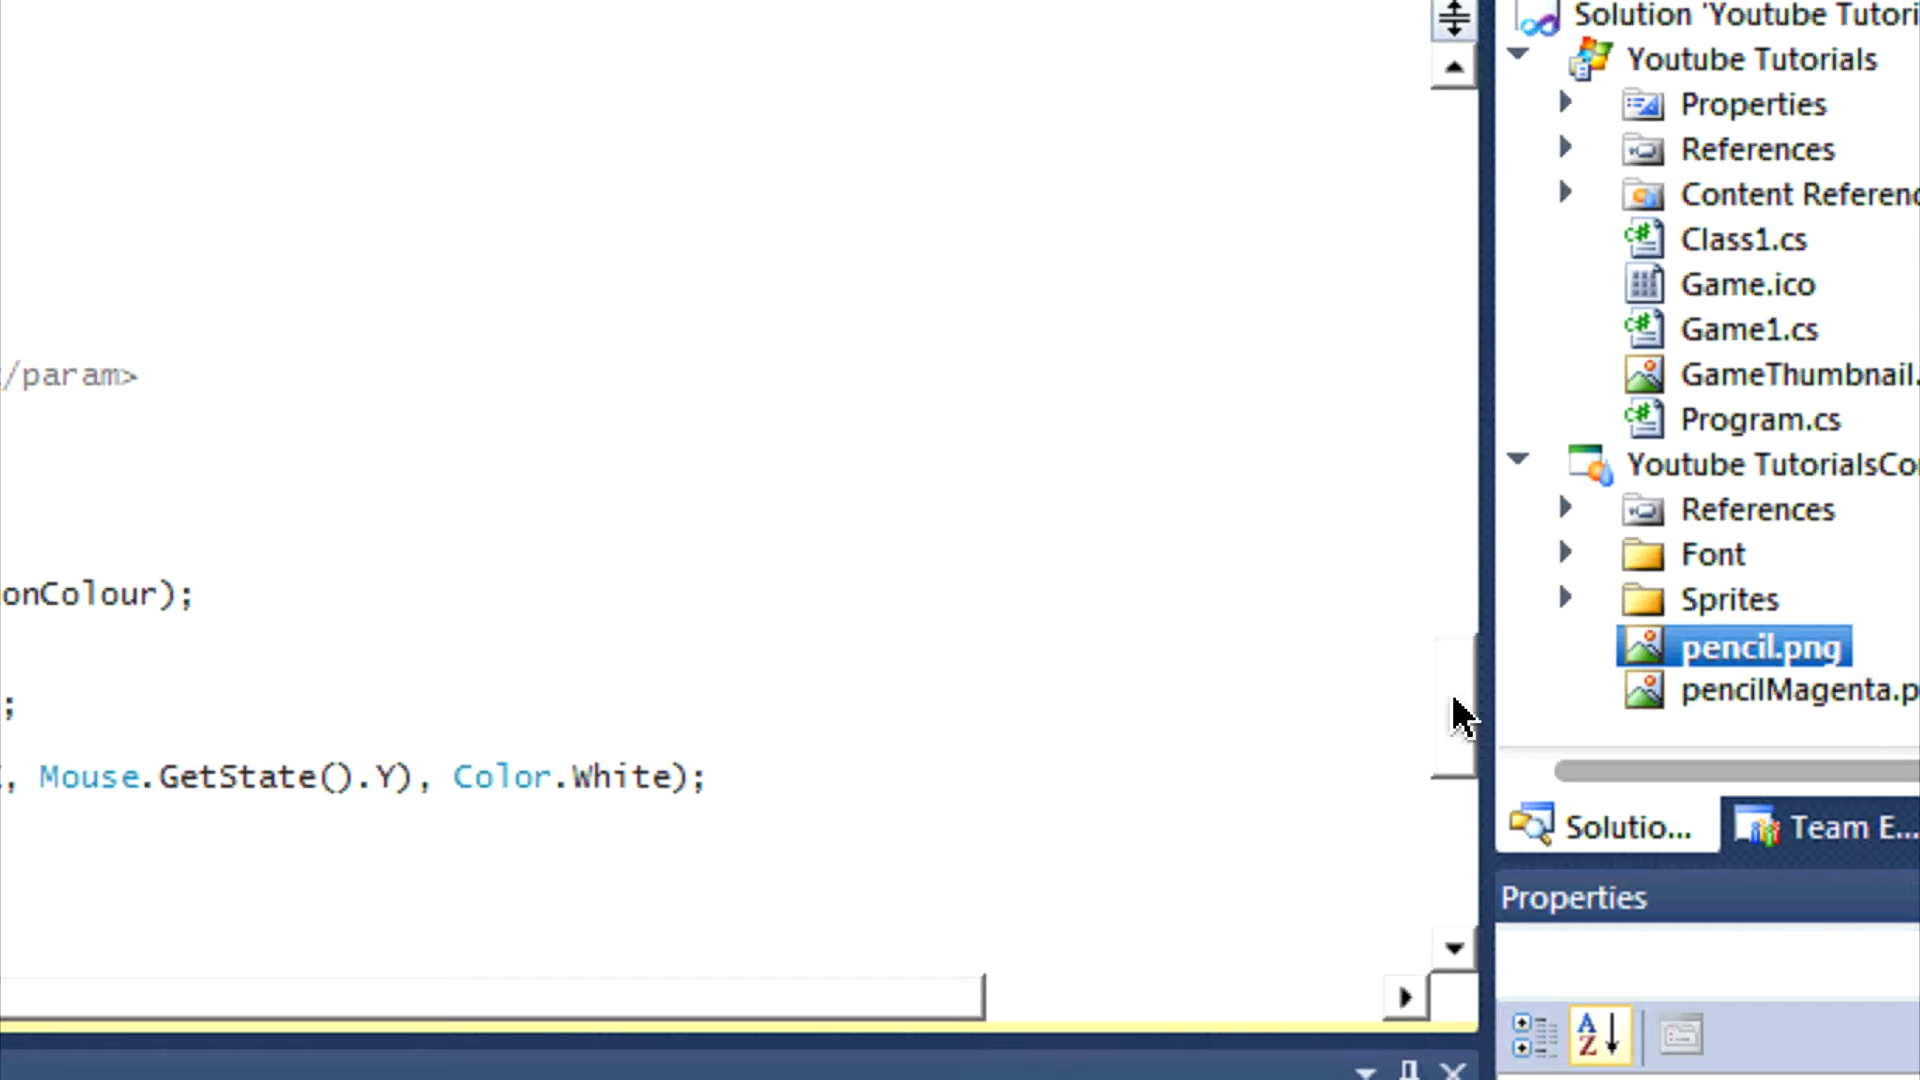 /param>
onColour);
;
, Mouse.GetState().Y), Color.White);
Solution 'Youtube Tutori
Youtube Tutorials
Properties
References
Content Referenc
Class1.cs
Game.ico
Game1.cs
GameThumbnail.
Program.cs
Youtube TutorialsCo
References
Font
Sprites
pencil.png
pencilMagenta.p
Solutio...
Team E...
Properties